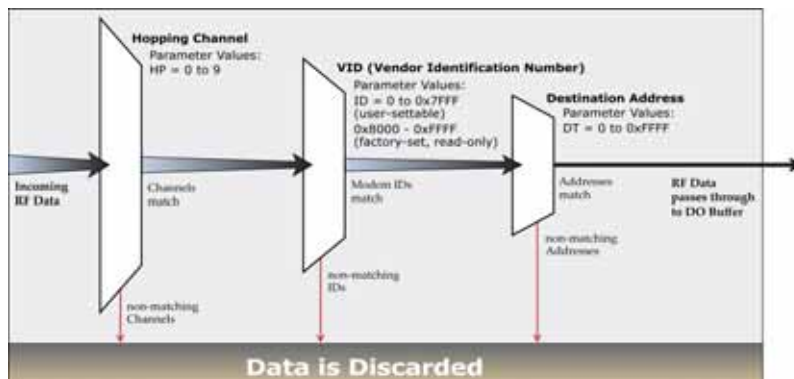 Hopping Channel
Parameter Values:
HP = 0 to 9
VID (Vendor Identification Number)
Parameter Values:
ID = 0 to 0x7FFF
(user-settable)
0x8000 - 0xFFFF
(factory-set, read-only)
Destination Address
Parameter Values:
DT = 0 to 0xFFFF
Incoming
RF Data
Channels
match
Modem IDs
match
Addresses
match
RF Data
passes through
to DO Buffer
non-matching
Channels
non-matching
IDs
non-matching
Addresses
Data is Discarded